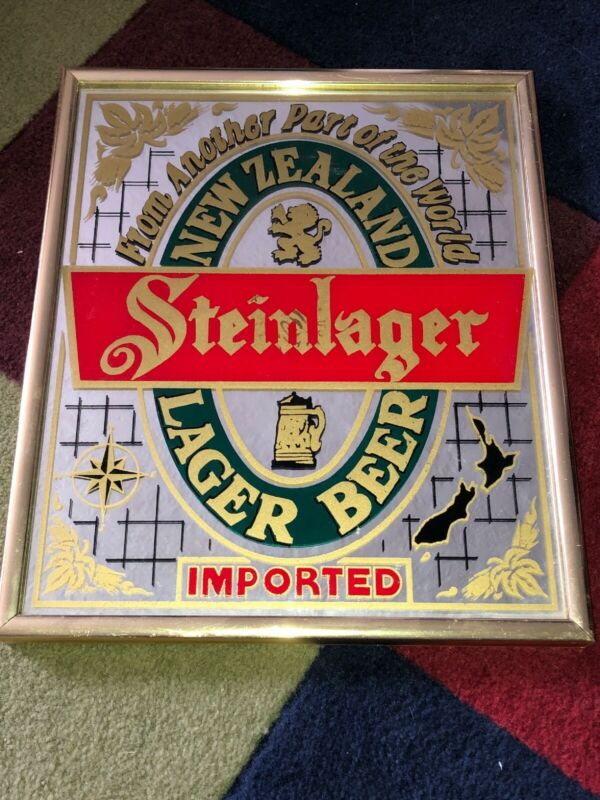 From Another Part of the World
NEW ZEALAND
Steinlager
LAGER BEER
IMPORTED